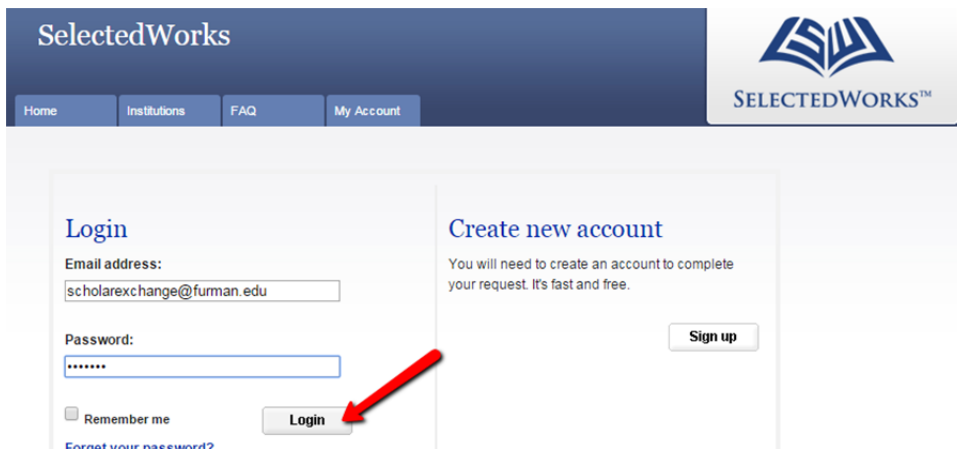 SelectedWorks
SELECTEDWORKS™
Home Institutions FAQ My Account
Login
Email address:
scholarexchange@furman.edu
Password:
•••••••
Remember me
Login
Forget your password?
Create new account
You will need to create an account to complete
your request. It's fast and free.
Sign up